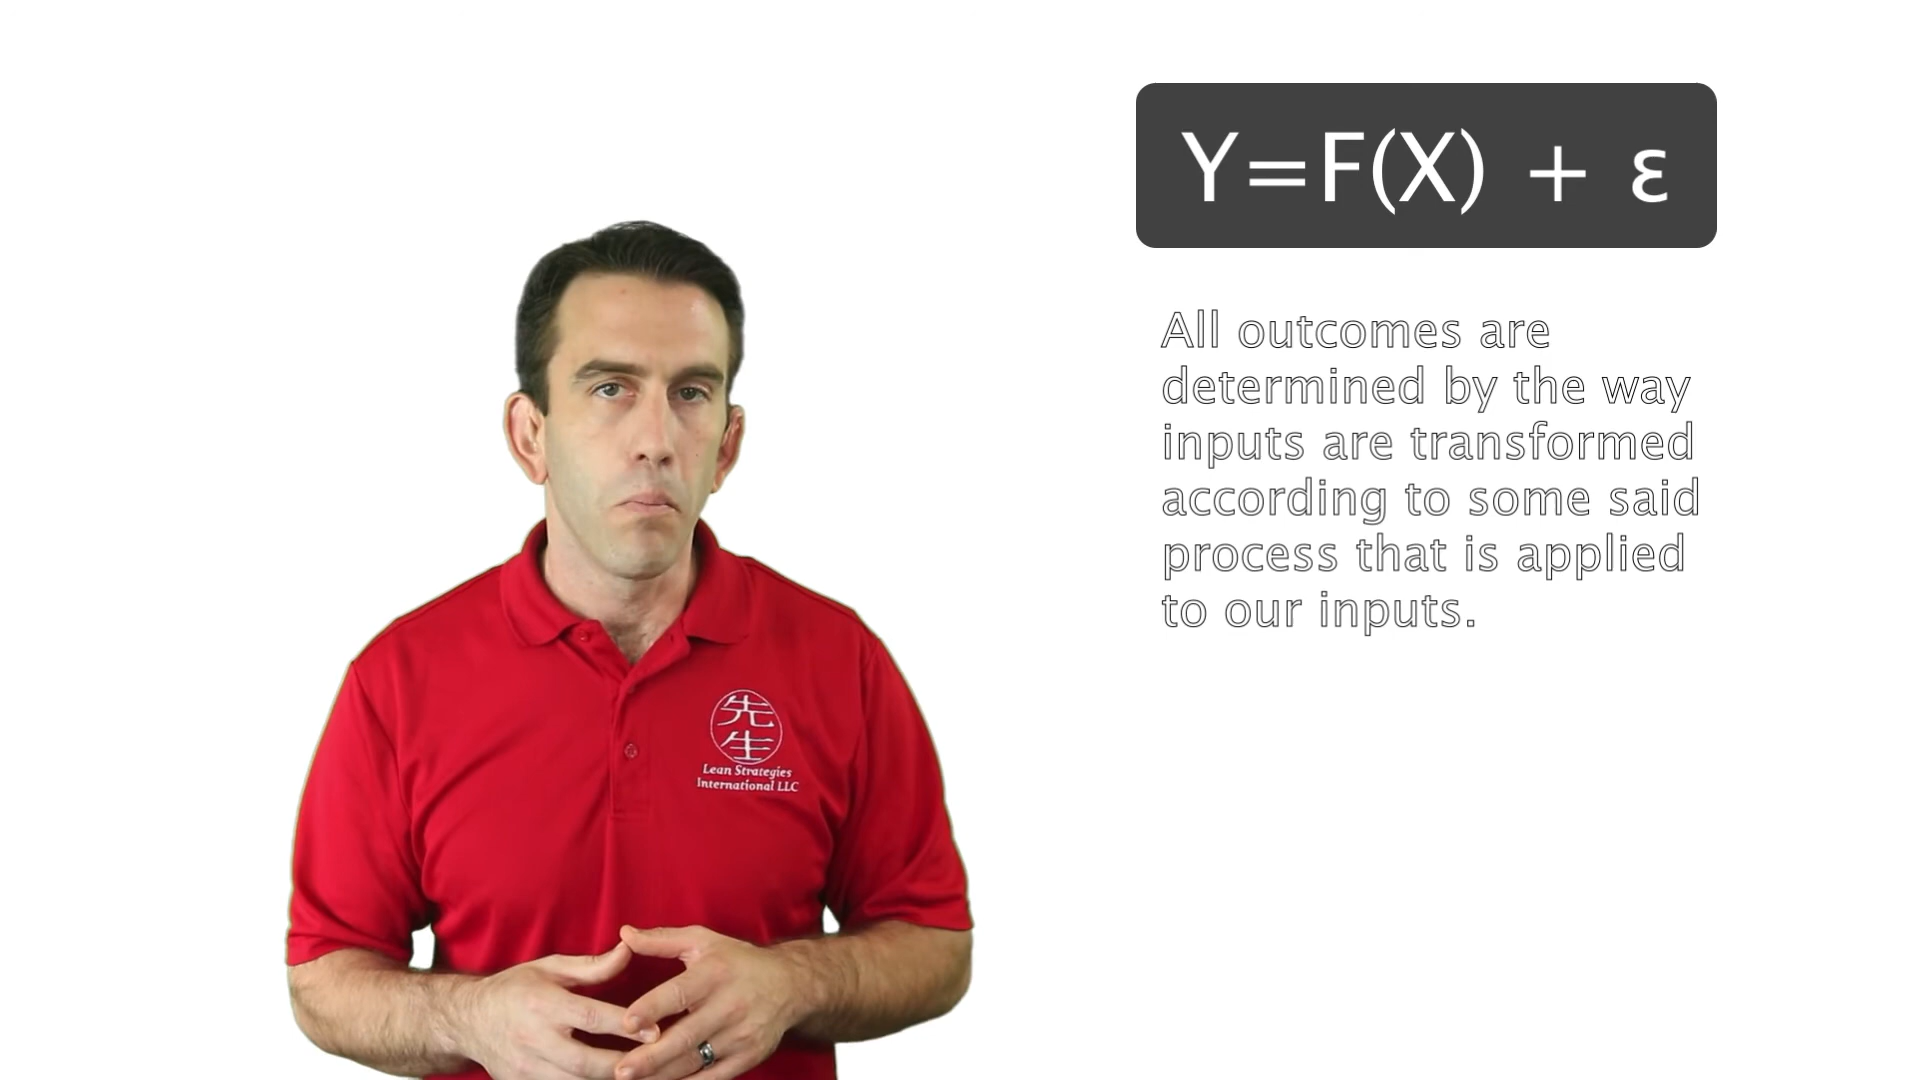 Y=F(X) + ε
All outcomes are
determined by the way
inputs are transformed
according to some said
process that is applied
to our inputs.
先
生
Lean Strategies
International LLC